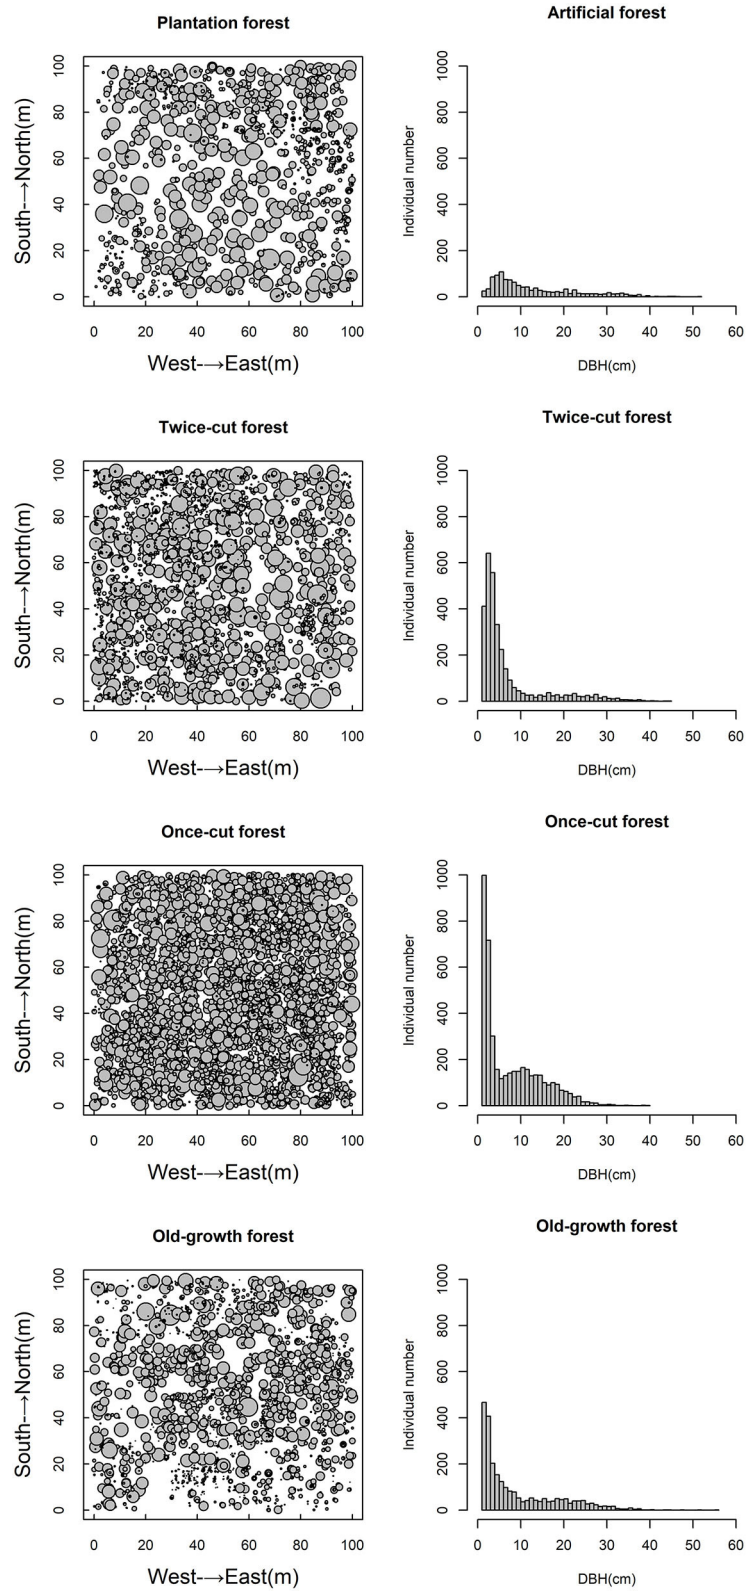 Plantation forest
Artificial forest
South-→North(m)
0 20 40 60 80 100
0 20 40 60 80 100
West-→East(m)
Individual number
0 200 400 600 800 1000
0 10 20 30 40 50 60
DBH(cm)
Twice-cut forest
Twice-cut forest
South-→North(m)
0 20 40 60 80 100
0 20 40 60 80 100
West-→East(m)
Individual number
0 200 400 600 800 1000
0 10 20 30 40 50 60
DBH(cm)
Once-cut forest
Once-cut forest
South-→North(m)
0 20 40 60 80 100
0 20 40 60 80 100
West-→East(m)
Individual number
0 200 400 600 800 1000
0 10 20 30 40 50 60
DBH(cm)
Old-growth forest
Old-growth forest
South-→North(m)
0 20 40 60 80 100
0 20 40 60 80 100
West-→East(m)
Individual number
0 200 400 600 800 1000
0 10 20 30 40 50 60
DBH(cm)